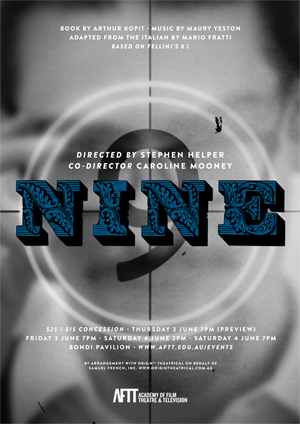 BOOK BY ARTHUR KOPIT • MUSIC BY MAURY YESTON
ADAPTED FROM THE ITALIAN BY MARIO FRATTI
BASED ON FELLINI'S 8½
9
DIRECTED BY STEPHEN HELPER
CO-DIRECTOR CAROLINE MOONEY
NINE
$25 / $15 CONCESSION • THURSDAY 2 JUNE 7PM (PREVIEW)
FRIDAY 3 JUNE 7PM • SATURDAY 4 JUNE 2PM • SATURDAY 4 JUNE 7PM
BONDI PAVILION • WWW.AFTT.EDU.AU/EVENTS
BY ARRANGEMENT WITH ORIGIN™ THEATRICAL ON BEHALF OF
SAMUEL FRENCH, INC. WWW.ORIGINTHEATRICAL.COM.AU
AFTT ACADEMY OF FILM
THEATRE & TELEVISION